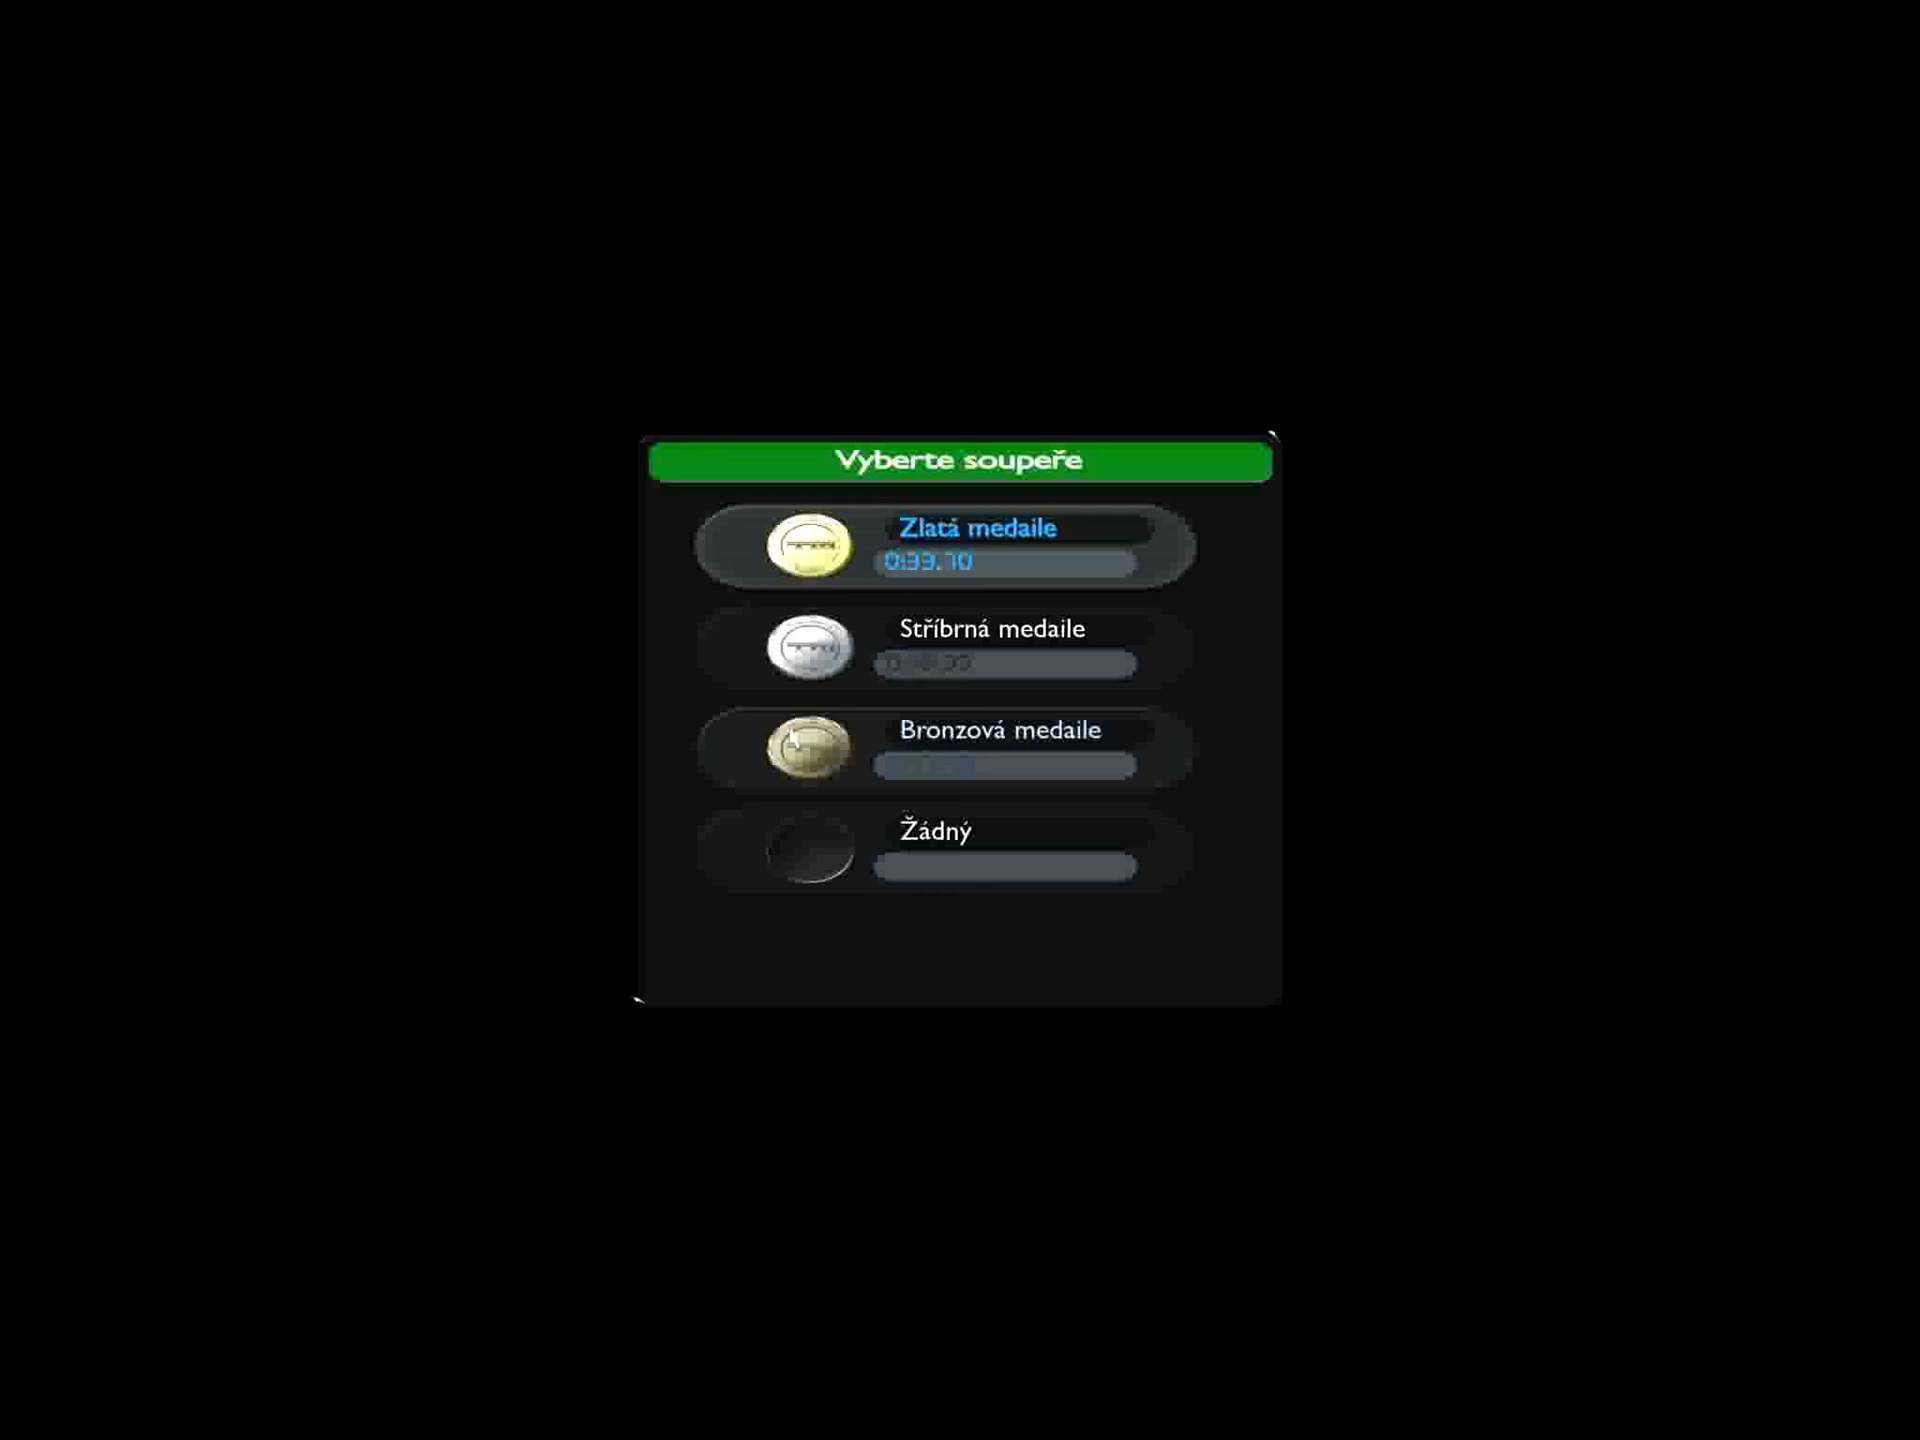 Vyberte soupeře
Zlatá medaile
0:33.70
Stříbrná medaile
Bronzová medaile
Žádný